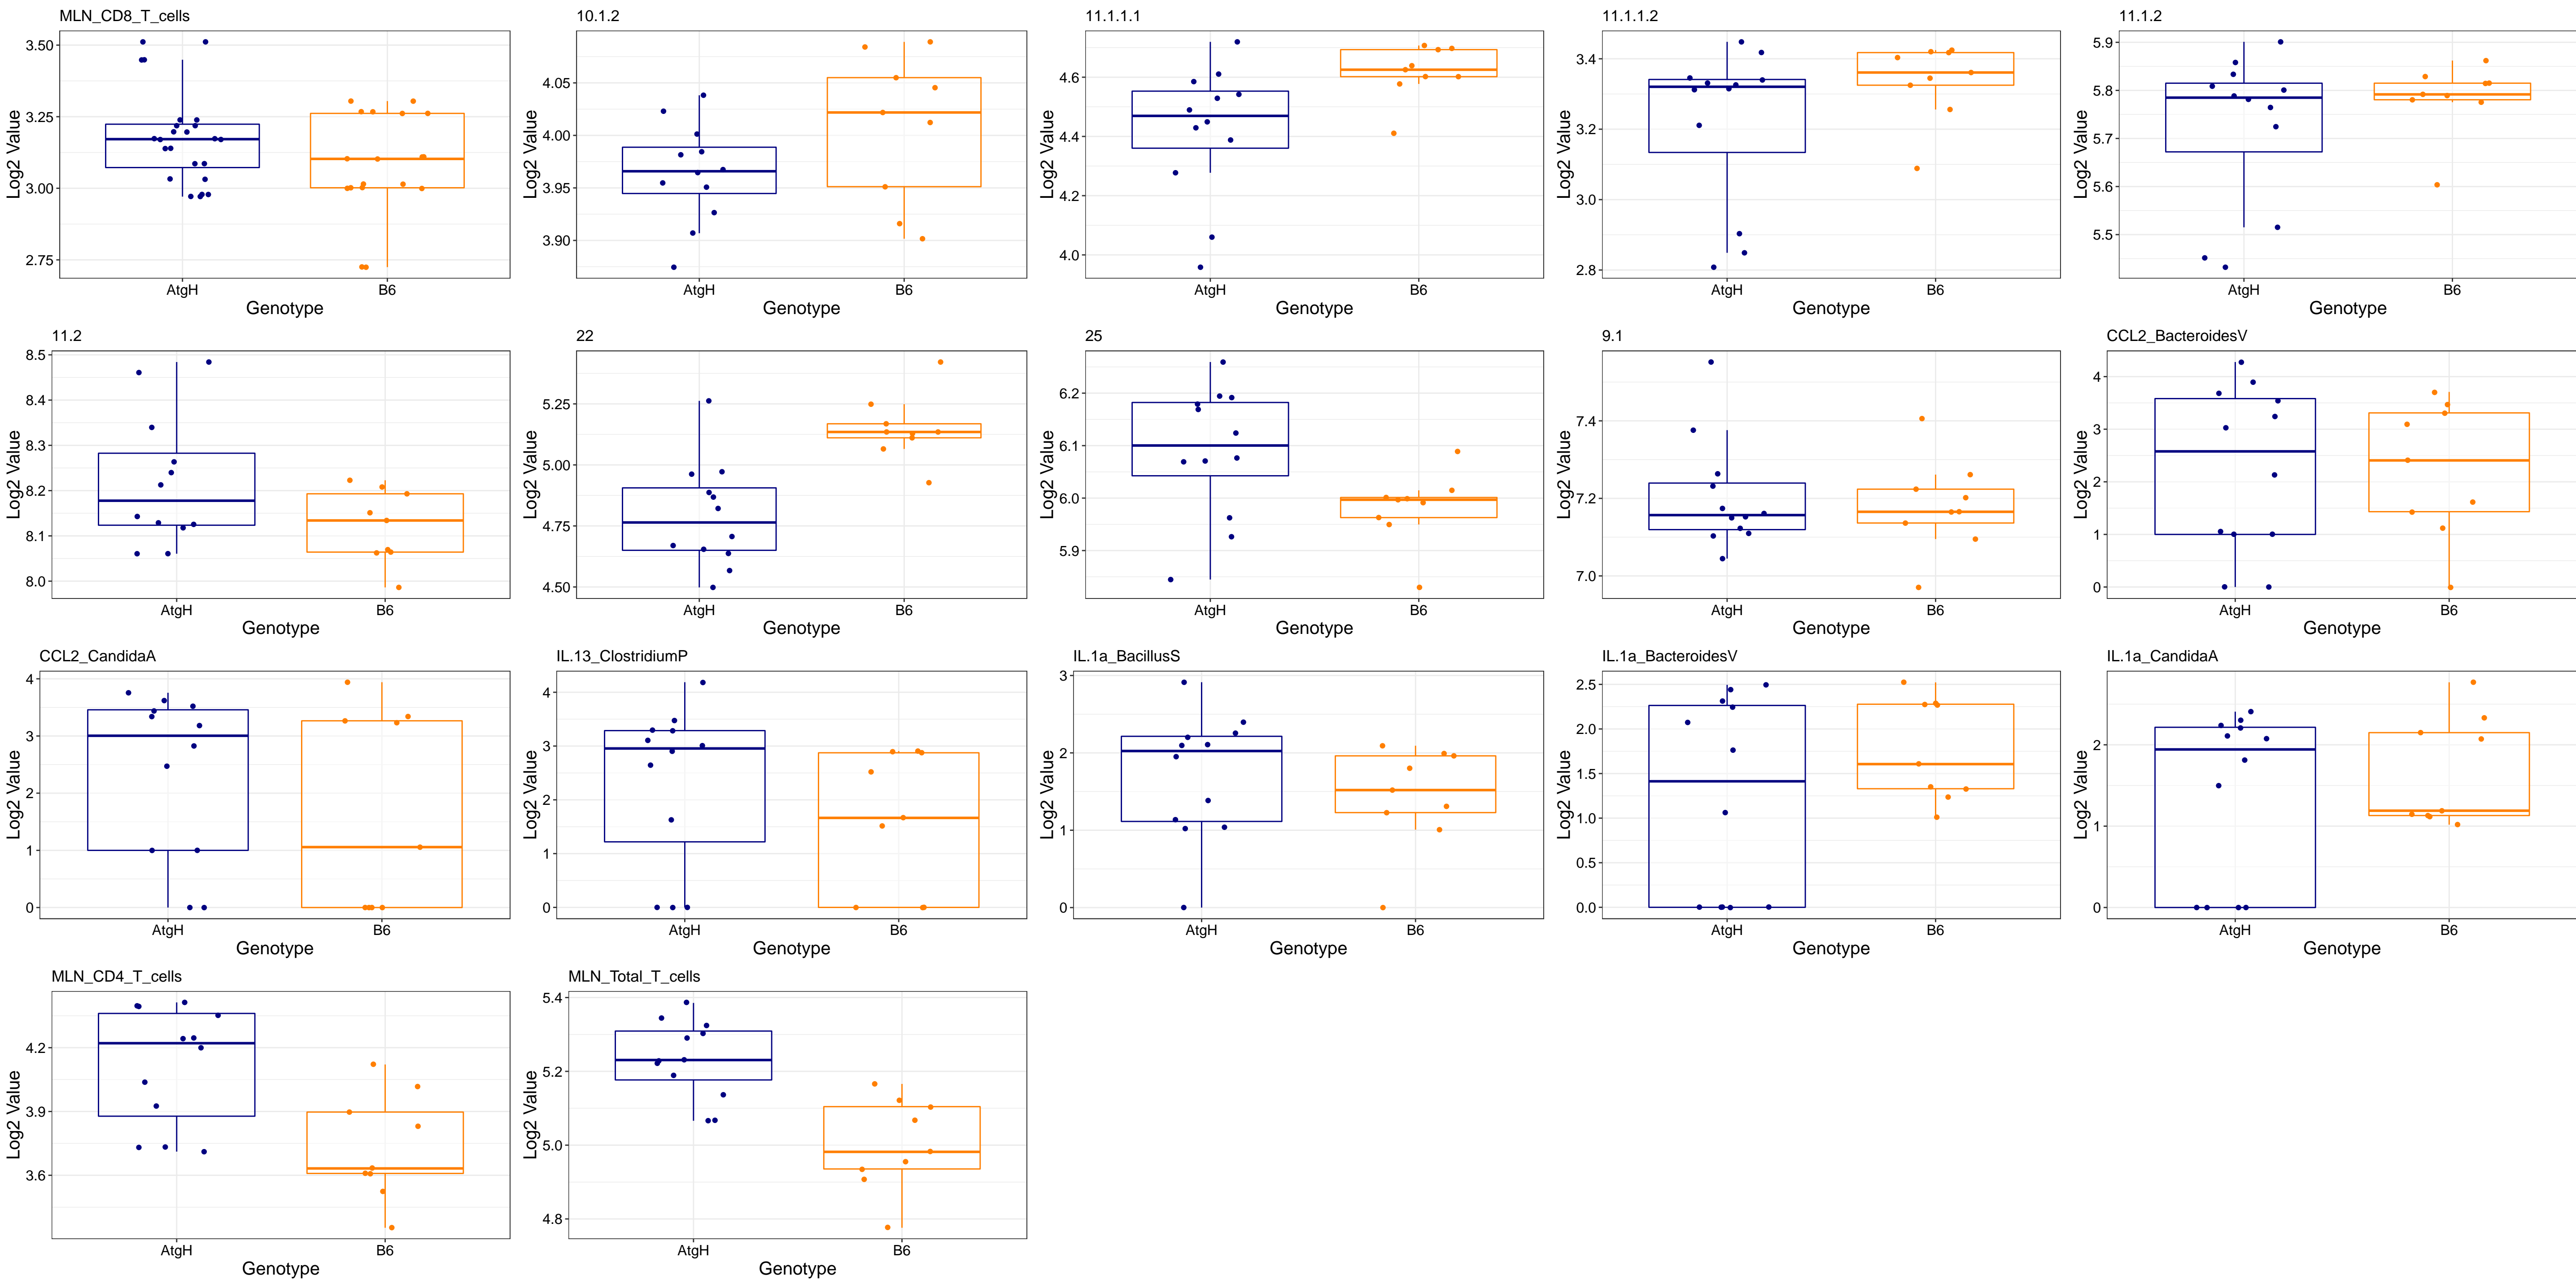 MLN_CD8_T_cells
Log2 Value
3.50
3.25
3.00
2.75
AtgH B6
Genotype
10.1.2
Log2 Value
4.05
4.00
3.95
3.90
AtgH B6
Genotype
11.1.1.1
Log2 Value
4.6
4.4
4.2
4.0
AtgH B6
Genotype
11.1.1.2
Log2 Value
3.4
3.2
3.0
2.8
AtgH B6
Genotype
11.1.2
Log2 Value
5.9
5.8
5.7
5.6
5.5
AtgH B6
Genotype
11.2
Log2 Value
8.5
8.4
8.3
8.2
8.1
8.0
AtgH B6
Genotype
22
Log2 Value
5.25
5.00
4.75
4.50
AtgH B6
Genotype
25
Log2 Value
6.2
6.1
6.0
5.9
AtgH B6
Genotype
9.1
Log2 Value
7.4
7.2
7.0
AtgH B6
Genotype
CCL2_BacteroidesV
Log2 Value
4
3
2
1
0
AtgH B6
Genotype
CCL2_CandidaA
Log2 Value
4
3
2
1
0
AtgH B6
Genotype
IL.13_ClostridiumP
Log2 Value
4
3
2
1
0
AtgH B6
Genotype
IL.1a_BacillusS
Log2 Value
3
2
1
0
AtgH B6
Genotype
IL.1a_BacteroidesV
Log2 Value
2.5
2.0
1.5
1.0
0.5
0.0
AtgH B6
Genotype
IL.1a_CandidaA
Log2 Value
2
1
0
AtgH B6
Genotype
MLN_CD4_T_cells
Log2 Value
4.2
3.9
3.6
AtgH B6
Genotype
MLN_Total_T_cells
Log2 Value
5.4
5.2
5.0
4.8
AtgH B6
Genotype